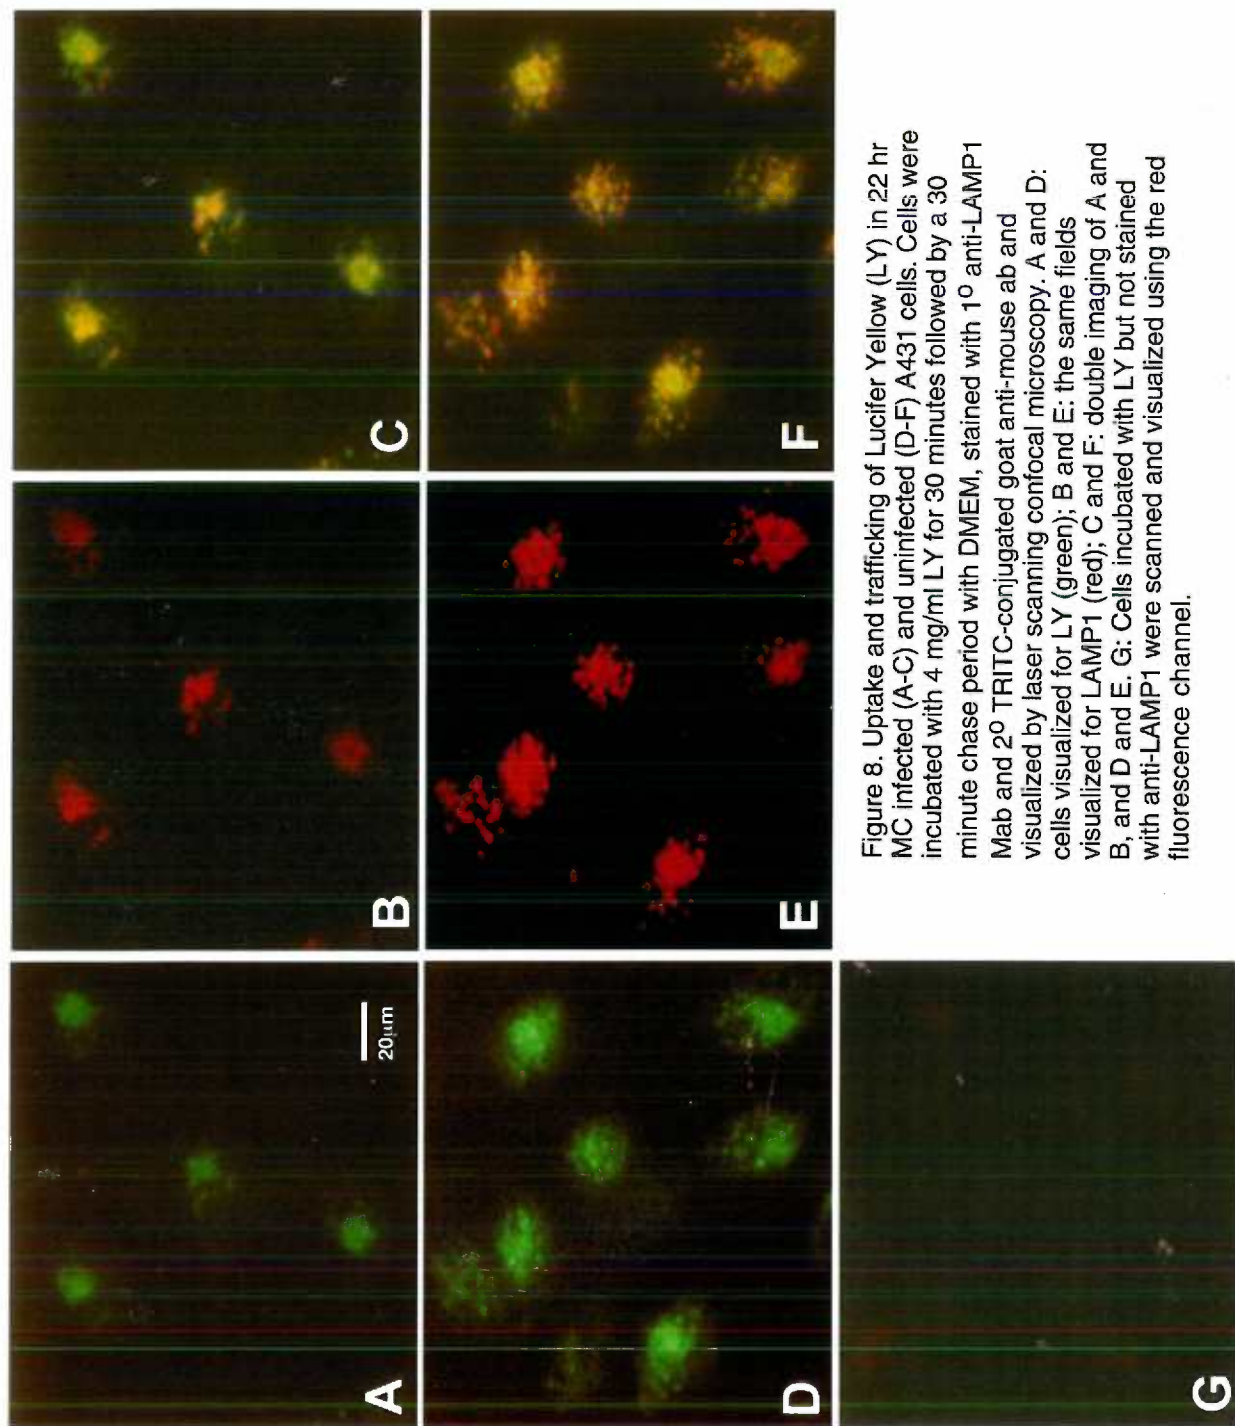 A
20µm
B
C
D
E
F
G
Figure 8. Uptake and trafficking of Lucifer Yellow (LY) in 22 hr
MC infected (A-C) and uninfected (D-F) A431 cells. Cells were
incubated with 4 mg/ml LY for 30 minutes followed by a 30
minute chase period with DMEM, stained with 1º anti-LAMP1
Mab and 2º TRITC-conjugated goat anti-mouse ab and
visualized by laser scanning confocal microscopy. A and D:
cells visualized for LY (green); B and E: the same fields
visualized for LAMP1 (red); C and F: double imaging of A and
B, and D and E. G: Cells incubated with LY but not stained
with anti-LAMP1 were scanned and visualized using the red
fluorescence channel.